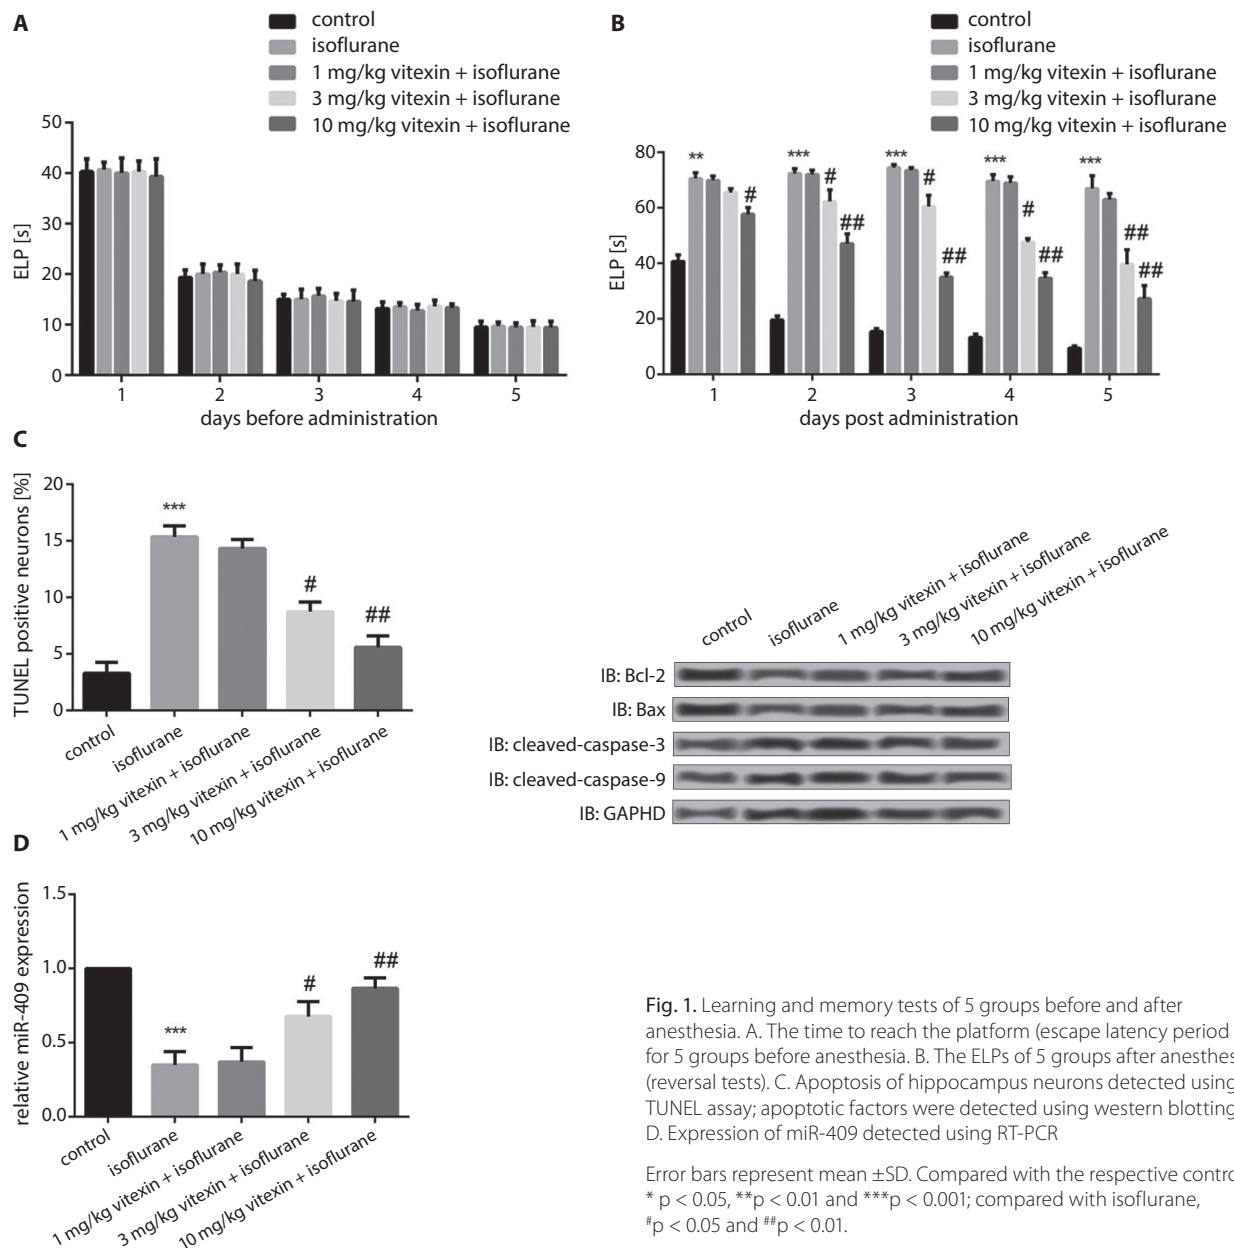 A
control
isoflurane
1 mg/kg vitexin + isoflurane
3 mg/kg vitexin + isoflurane
10 mg/kg vitexin + isoflurane
50
40
30
20
10
0
ELP [s]
1 2 3 4 5
days before administration
B
control
isoflurane
1 mg/kg vitexin + isoflurane
3 mg/kg vitexin + isoflurane
10 mg/kg vitexin + isoflurane
80
60
40
20
0
ELP [s]
** *** *** *** ***
# # ## # ## # ## ## ##
1 2 3 4 5
days post administration
C
TUNEL positive neurons [%]
20
15
10
5
0
***
#
##
control
isoflurane
1 mg/kg vitexin + isoflurane
3 mg/kg vitexin + isoflurane
10 mg/kg vitexin + isoflurane
control
isoflurane
1 mg/kg vitexin + isoflurane
3 mg/kg vitexin + isoflurane
10 mg/kg vitexin + isoflurane
IB: Bcl-2
IB: Bax
IB: cleaved-caspase-3
IB: cleaved-caspase-9
IB: GAPHD
D
relative miR-409 expression
1.5
1.0
0.5
0.0
***
#
##
control
isoflurane
1 mg/kg vitexin + isoflurane
3 mg/kg vitexin + isoflurane
10 mg/kg vitexin + isoflurane
Fig. 1. Learning and memory tests of 5 groups before and after
anesthesia. A. The time to reach the platform (escape latency period
for 5 groups before anesthesia. B. The ELPs of 5 groups after anesthes
(reversal tests). C. Apoptosis of hippocampus neurons detected using
TUNEL assay; apoptotic factors were detected using western blotting
D. Expression of miR-409 detected using RT-PCR
Error bars represent mean ±SD. Compared with the respective contro
* p < 0.05, **p < 0.01 and ***p < 0.001; compared with isoflurane,
#p < 0.05 and ##p < 0.01.